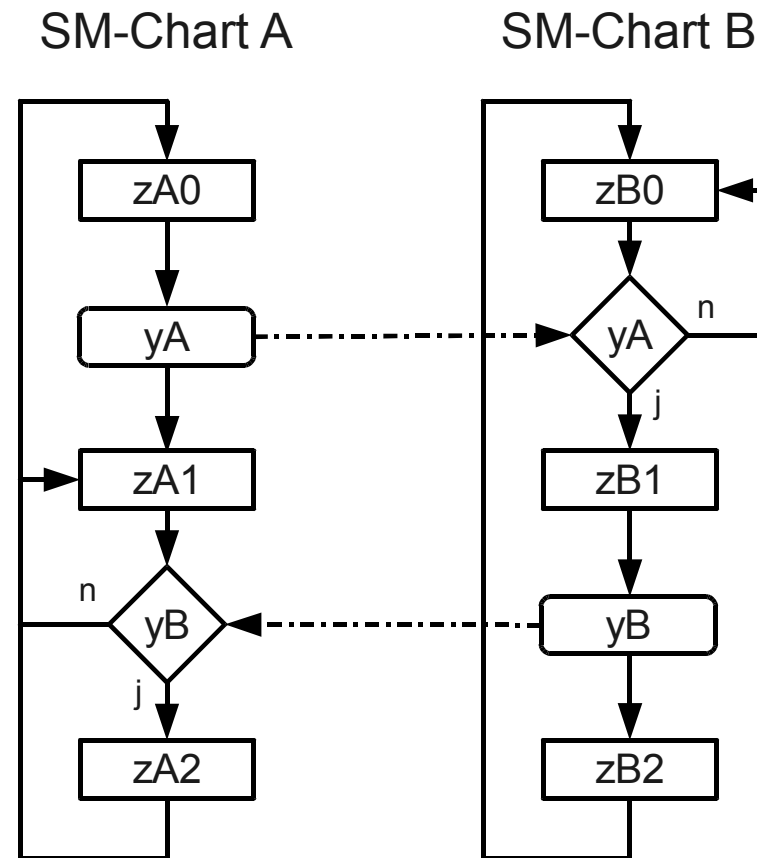 SM-Chart A
zA0
yA
zA1
n
yB
j
zA2
SM-Chart B
zB0
yA
n
j
zB1
yB
zB2